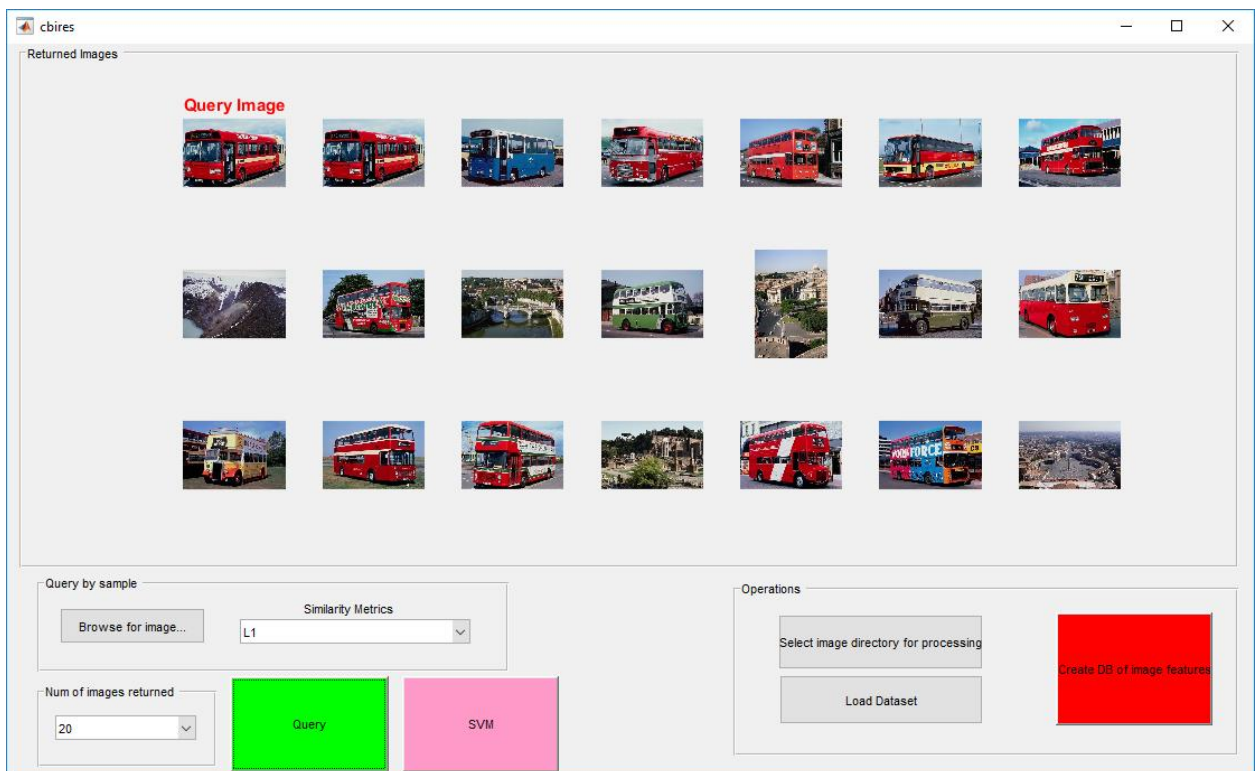 cbires
Returned Images
Query Image
FORCE
Query by sample
Browse for image...
Similarity Metrics
L1
Num of images returned
20
Query
SVM
Operations
Select image directory for processing
Load Dataset
Create DB of image features